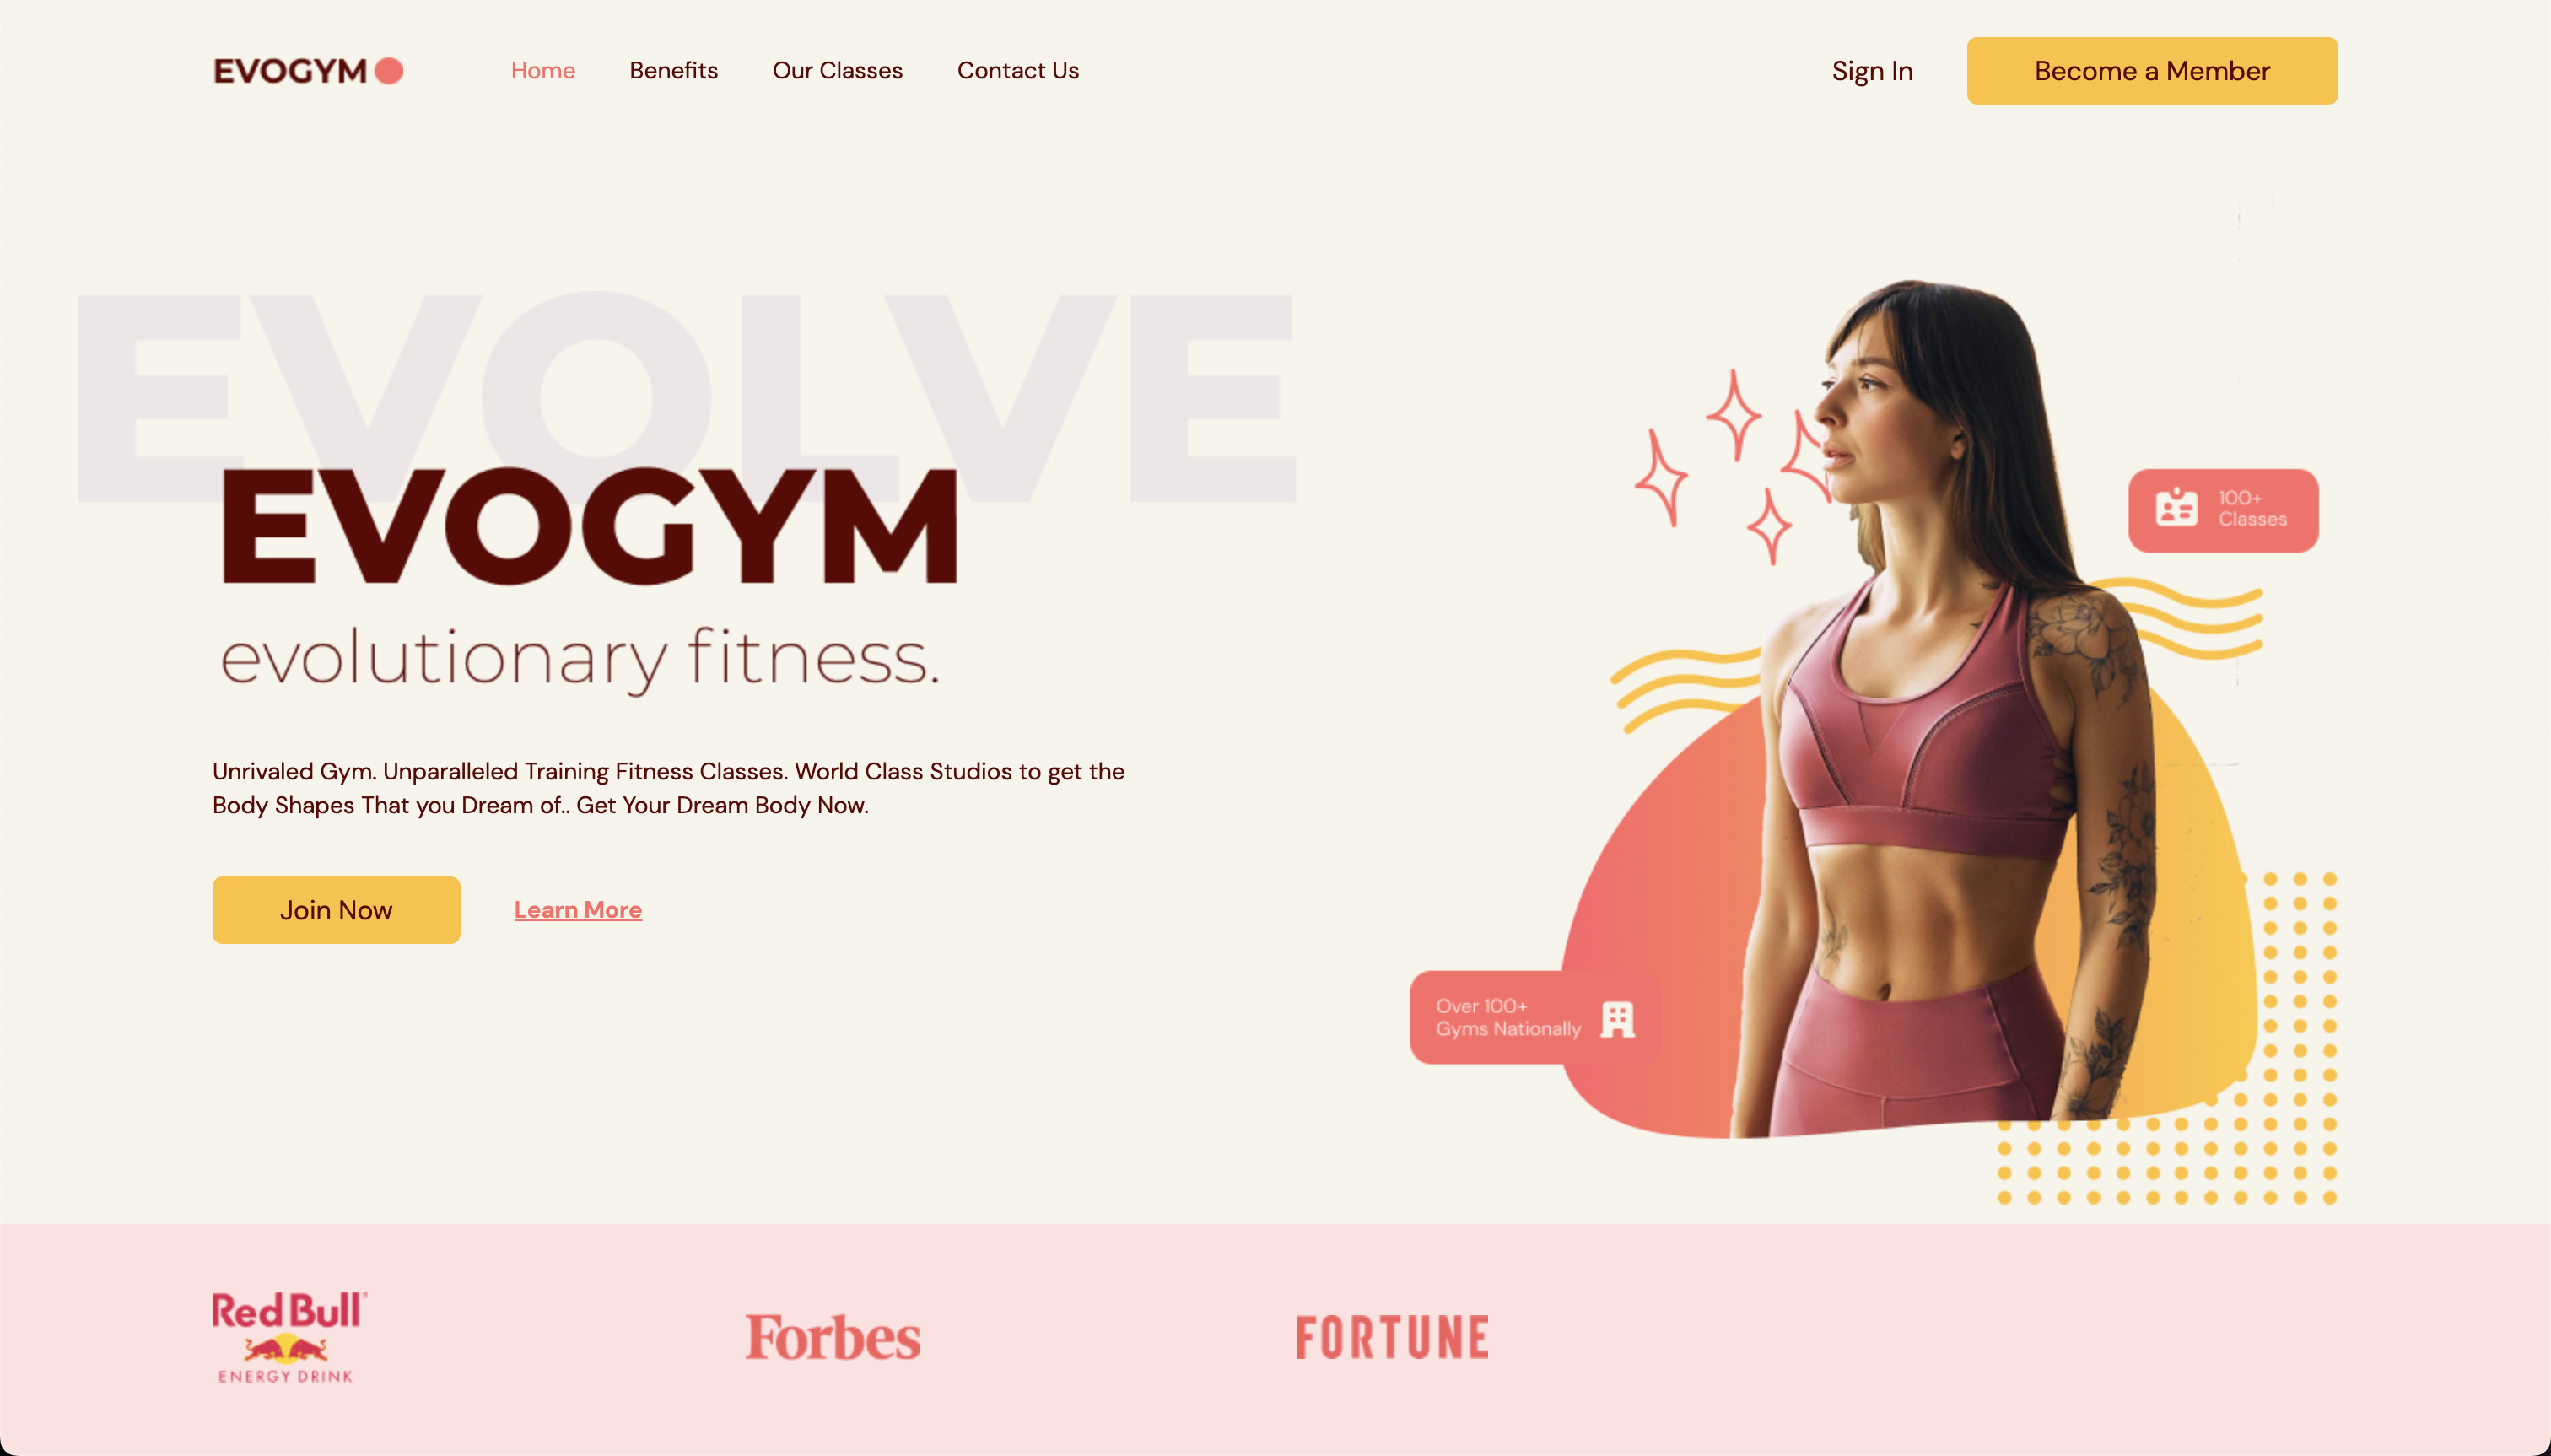 EVOGYM
Home
Benefits
Our Classes
Contact Us
Sign In
Become a Member
EVOLVE
EVOGYM
evolutionary fitness.
Unrivaled Gym. Unparalleled Training Fitness Classes. World Class Studios to get the
Body Shapes That you Dream of.. Get Your Dream Body Now.
Join Now
Learn More
100+
Classes
Over 100+
Gyms Nationally
Red Bull
ENERGY DRINK
Forbes
FORTUNE